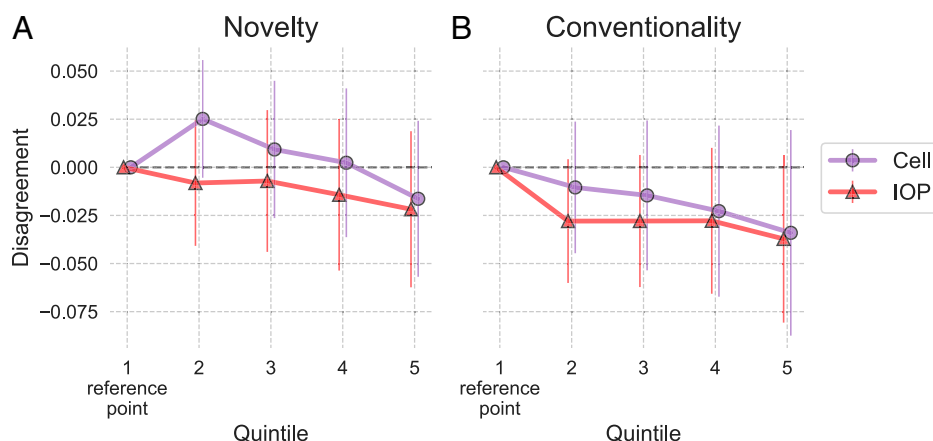 A
Novelty
B
Conventionality
Disagreement
0.050
0.025
0.000
−0.025
−0.050
−0.075
1
reference
point
2
3
4
5
Quintile
1
reference
point
2
3
4
5
Quintile
Cell
IOP